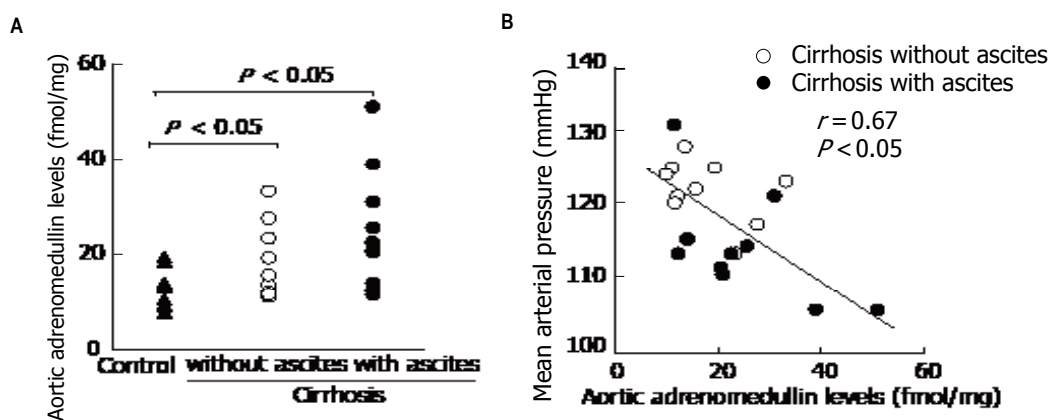 A
Aortic adrenomedullin levels (fmol/mg)
60
40
20
0
P < 0.05
P < 0.05
Control without ascites with ascites
Cirrhosis
B
Mean arterial pressure (mmHg)
140
130
120
110
100
Cirrhosis without ascites
Cirrhosis with ascites
r = 0.67
P < 0.05
0 20 40 60
Aortic adrenomedullin levels (fmol/mg)